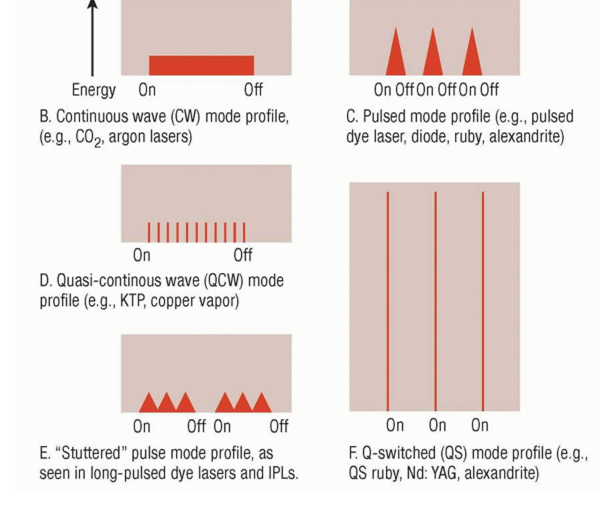 Energy On Off
B. Continuous wave (CW) mode profile,
(e.g., CO₂, argon lasers)
On Off On Off On Off
C. Pulsed mode profile (e.g., pulsed
dye laser, diode, ruby, alexandrite)
On Off
D. Quasi-continous wave (QCW) mode
profile (e.g., KTP, copper vapor)
On Off On Off
E. “Stuttered” pulse mode profile, as
seen in long-pulsed dye lasers and IPLs.
On On On
F. Q-switched (QS) mode profile (e.g.,
QS ruby, Nd: YAG, alexandrite)